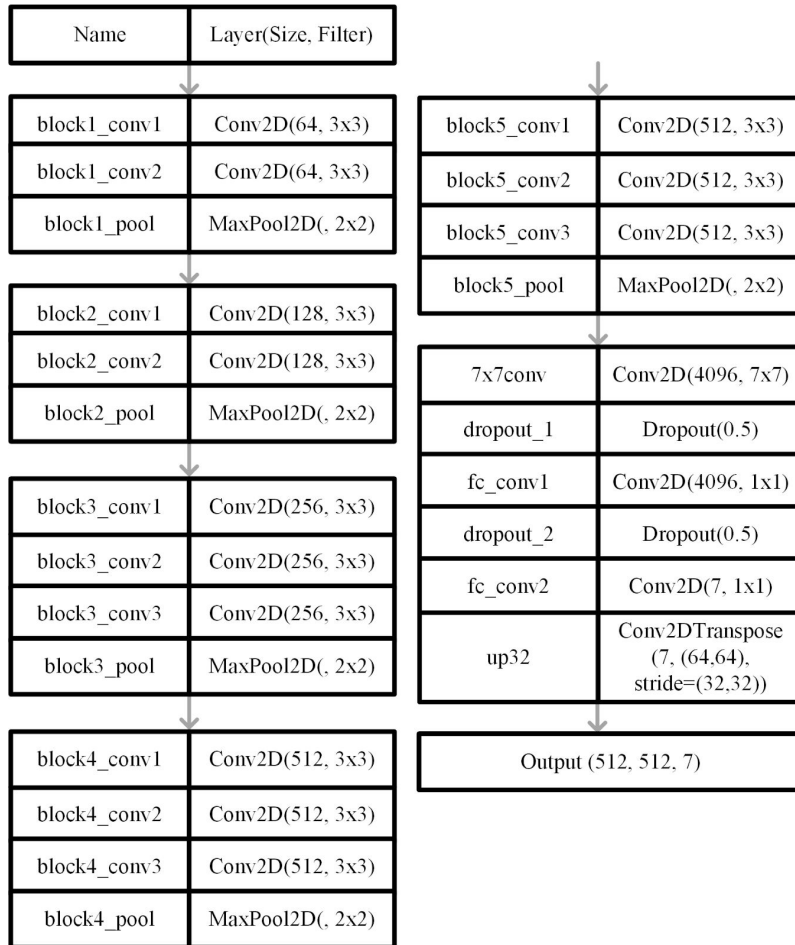 Name Layer(Size, Filter)
block1_conv1 Conv2D(64, 3x3)
block1_conv2 Conv2D(64, 3x3)
block1_pool MaxPool2D(, 2x2)
block2_conv1 Conv2D(128, 3x3)
block2_conv2 Conv2D(128, 3x3)
block2_pool MaxPool2D(, 2x2)
block3_conv1 Conv2D(256, 3x3)
block3_conv2 Conv2D(256, 3x3)
block3_conv3 Conv2D(256, 3x3)
block3_pool MaxPool2D(, 2x2)
block4_conv1 Conv2D(512, 3x3)
block4_conv2 Conv2D(512, 3x3)
block4_conv3 Conv2D(512, 3x3)
block4_pool MaxPool2D(, 2x2)
block5_conv1 Conv2D(512, 3x3)
block5_conv2 Conv2D(512, 3x3)
block5_conv3 Conv2D(512, 3x3)
block5_pool MaxPool2D(, 2x2)
7x7conv Conv2D(4096, 7x7)
dropout_1 Dropout(0.5)
fc_conv1 Conv2D(4096, 1x1)
dropout_2 Dropout(0.5)
fc_conv2 Conv2D(7, 1x1)
up32 Conv2DTranspose
(7, (64,64),
stride=(32,32))
Output (512, 512, 7)